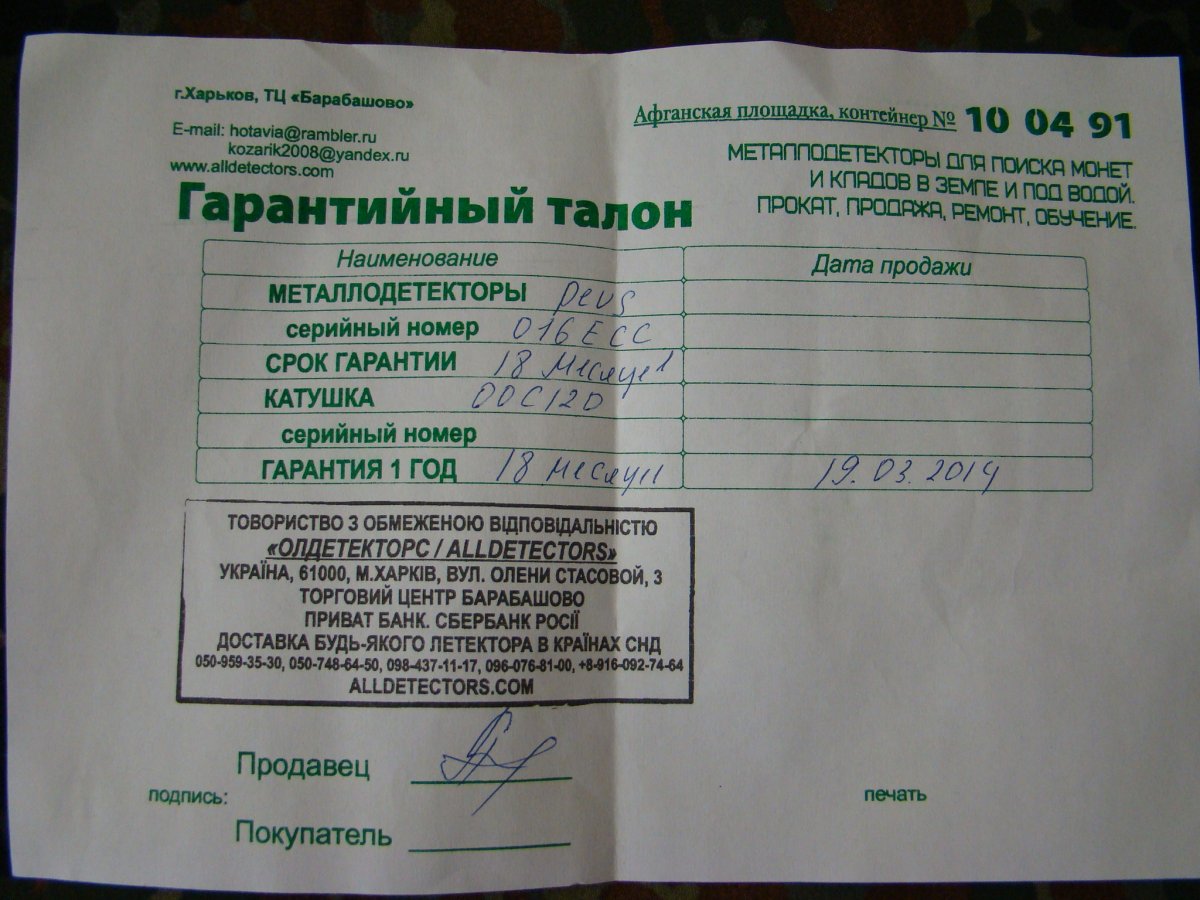 г.Харьков, ТЦ «Барабашово»
E-mail: hotavia@rambler.ru
kozarik2008@yandex.ru
www.alldetectors.com
Афганская площадка, контейнер № 10 04 91
МЕТАЛЛОДЕТЕКТОРЫ ДЛЯ ПОИСКА МОНЕТ
И КЛАДОВ В ЗЕМЛЕ И ПОД ВОДОЙ.
ПРОКАТ, ПРОДАЖА, РЕМОНТ, ОБУЧЕНИЕ.
Гарантийный талон
Наименование Дата продажи
МЕТАЛЛОДЕТЕКТОРЫ Deus
серийный номер 016ECC
СРОК ГАРАНТИИ 18 месяцев
КАТУШКА 00C12D
серийный номер
ГАРАНТИЯ 1 ГОД 18 месяцев 19.03.2014
ТОВОРИСТВО З ОБМЕЖЕНОЮ ВІДПОВІДАЛЬНІСТЮ
«ОЛДЕТЕКТОРС / ALLDETECTORS»
УКРАЇНА, 61000, М.ХАРКІВ, ВУЛ. ОЛЕНИ СТАСОВОЙ, 3
ТОРГОВИЙ ЦЕНТР БАРАБАШОВО
ПРИВАТ БАНК. СБЕРБАНК РОСІЇ
ДОСТАВКА БУДЬ-ЯКОГО ЛЕТЕКТОРА В КРАЇНАХ СНД
050-959-35-30, 050-748-64-50, 098-437-11-17, 096-076-81-00, +8-916-092-74-64
ALLDETECTORS.COM
Продавец
подпись:
Покупатель
печать